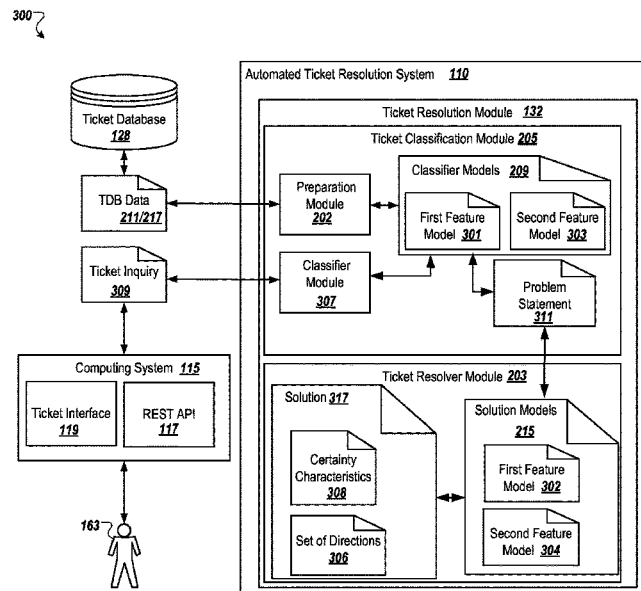 300
Automated Ticket Resolution System 110
Ticket Database
128
TDB Data
211/217
Ticket Inquiry
309
Computing System 115
Ticket Interface
119
REST API
117
163
Ticket Resolution Module 132
Ticket Classification Module 205
Preparation Module
202
Classifier Models
209
First Feature
Model 301
Second Feature
Model 303
Classifier
Module
307
Problem
Statement
311
Ticket Resolver Module 203
Solution 317
Certainty
Characteristics
308
Set of Directions
306
Solution Models
215
First Feature
Model 302
Second Feature
Model 304